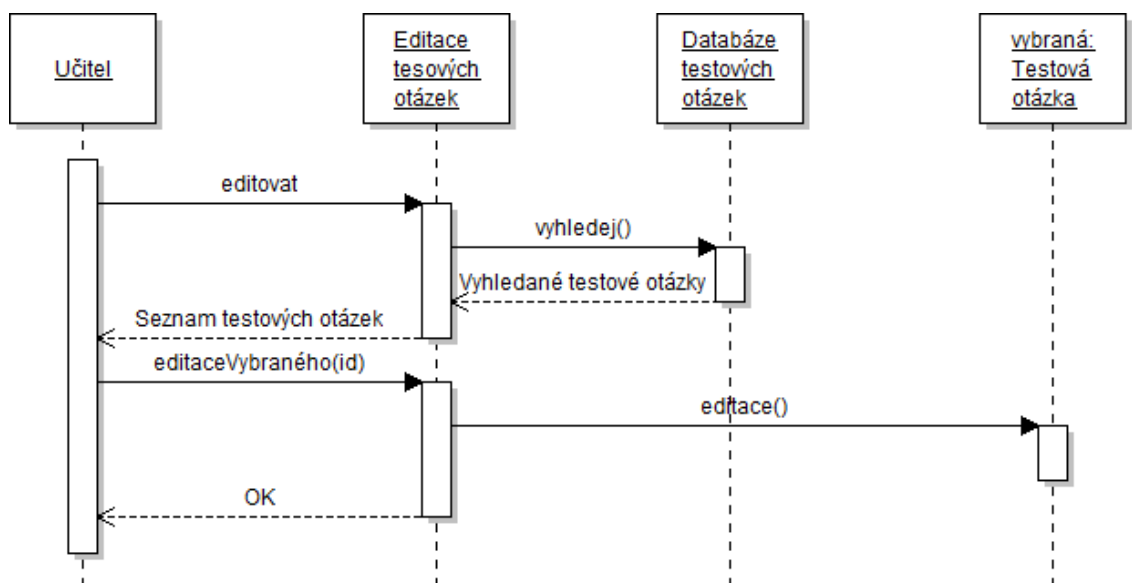 Učitel
Editace
tesových
otázek
Databáze
testových
otázek
vybraná:
Testová
otázka
editovat
vyhledej()
Vyhledané testové otázky
Seznam testových otázek
editaceVybraného(id)
editace()
OK